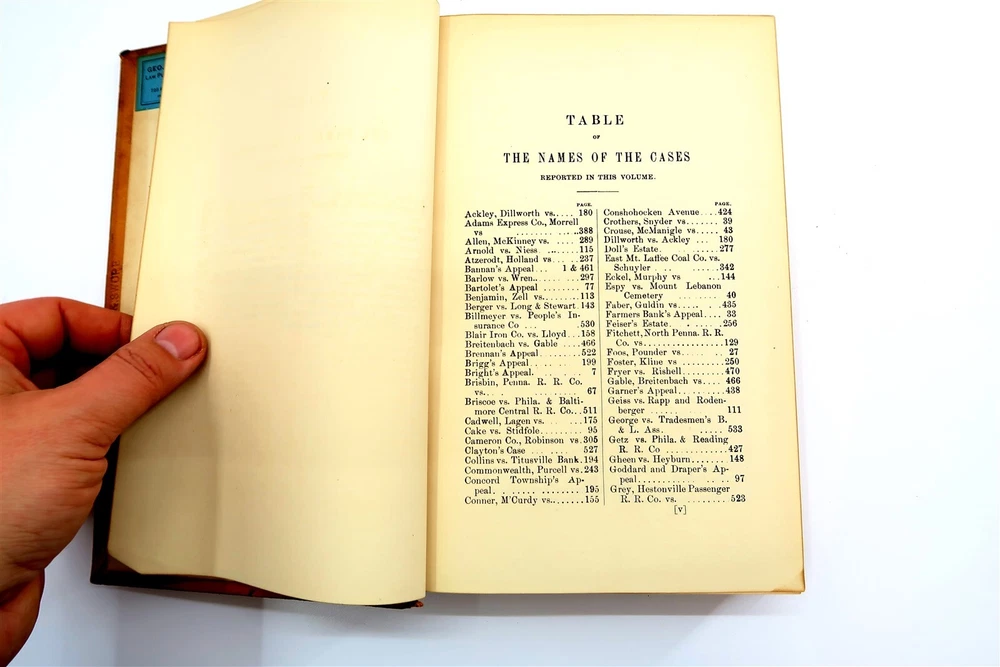 GEO.
LAW
TABLE
OF
THE NAMES OF THE CASES
REPORTED IN THIS VOLUME.
PAGE.
Ackley, Dillworth vs..... 180
Adams Express Co., Morrell
vs ............388
Allen, McKinney vs. .... 289
Arnold vs. Niess ........115
Atzerodt, Holland vs.... ..237
Bannan's Appeal... 1 & 461
Barlow vs. Wren..........297
Bartolet's Appeal ........ 77
Benjamin, Zell vs.........113
Berger vs. Long & Stewart.143
Billmeyer vs. People's In-
surance Co ... .530
Blair Iron Co. vs. Lloyd...158
Breitenbach vs. Gable ....466
Brennan's Appeal.........522
Brigg's Appeal .... .. 199
Bright's Appeal. . . . . 7
Brisbin, Penna. R. R. Co.
vs.... . ........ 67
Briscoe vs. Phila. & Balti-
more Central R. R. Co...511
Cadwell, Lagen vs. ....175
Cake vs. Stidfole......... 95
Cameron Co., Robinson vs.305
Clayton's Case .... .... 527
Collins vs. Titusville Bank.194
Commonwealth, Purcell vs.243
Concord Township's Ap-
peal. . ....... ......... 195
Conner, M'Curdy vs.......155
PAGE.
Conshohocken Avenue ...424
Crothers, Snyder vs....... 39
Crouse, McManigle vs..... 43
Dillworth vs. Ackley ... 180
Doll's Estate. ........277
East Mt. Laffee Coal Co. vs.
Schuyler . .. ......342
Eckel, Murphy vs .....144
Espy vs. Mount Lebanon
Cemetery .... ..... 40
Faber, Guldin vs..... . .435
Farmers Bank's Appeal.... 33
Feiser's Estate. . .... .256
Fitchett, North Penna. R. R.
Co. vs..................129
Foos, Pounder vs. ..... 27
Foster, Kline vs ........250
Fryer vs. Rishell.........470
Gable, Breitenbach vs.... 466
Garner's Appeal.. .......438
Geiss vs. Rapp and Roden-
berger ...... 111
George vs. Tradesmen's B.
& L. Ass. ..... 533
Getz vs. Phila. & Reading
R. R. Co .............427
Gheen vs. Heyburn.......148
Goddard and Draper's Ap-
peal............ .. .. 97
Grey, Hestonville Passenger
R. R. Co. vs. ......... 523
[v]